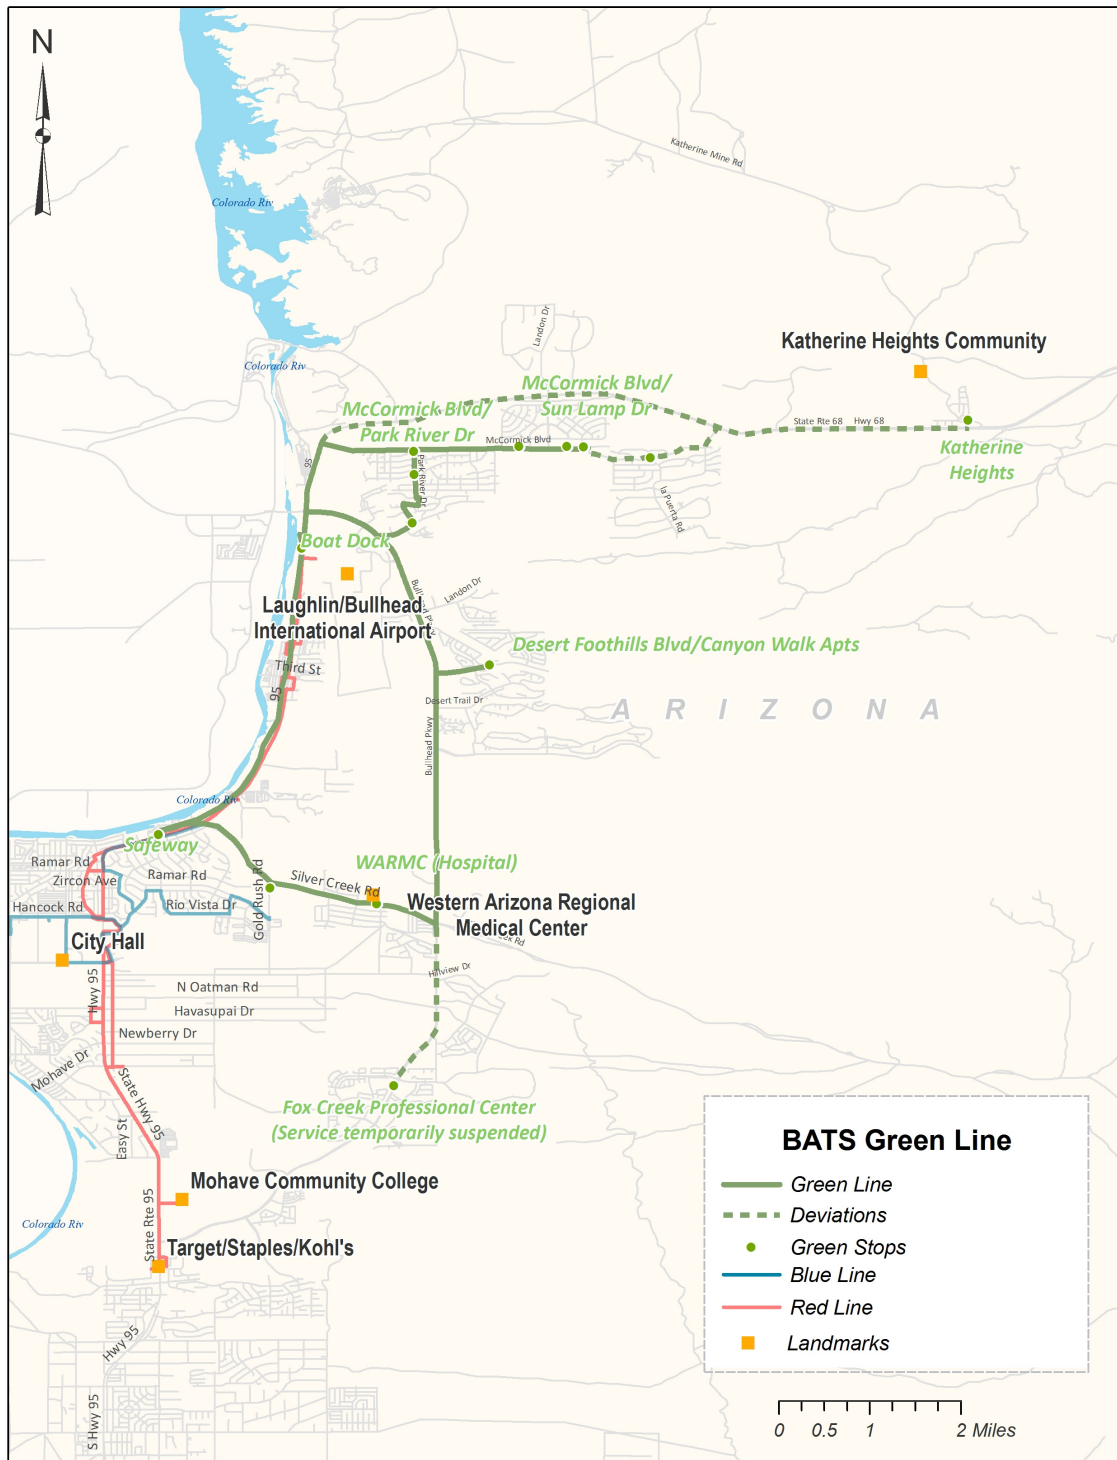 N
Katherine Mine Rd
Colorado Riv
Landon Dr
Katherine Heights Community
Colorado Riv
McCormick Blvd/
Sun Lamp Dr
McCormick Blvd/
Park River Dr
State Rte 68
Hwy 68
McCormick Blvd
Katherine
Heights
95
Park River Dr
la Puerta Rd
Boat Dock
Bullhead Pkwy
Landon Dr
Laughlin/Bullhead
International Airport
Desert Foothills Blvd/Canyon Walk Apts
Third St
95
Desert Trail Dr
ARIZONA
Bullhead Pkwy
Colorado Riv
Safeway
WARMC (Hospital)
Ramar Rd
Ramar Rd
Zircon Ave
Silver Creek Rd
Hancock Rd
Rio Vista Dr
Gold Rush Rd
Western Arizona Regional
Medical Center
eek Rd
City Hall
Hillview Dr
Hwy 95
N Oatman Rd
Havasupai Dr
Newberry Dr
Mohave Dr
State Hwy 95
Easy St
Fox Creek Professional Center
(Service temporarily suspended)
Mohave Community College
State Rte 95
Colorado Riv
Target/Staples/Kohl's
Hwy 95
S Hwy 95
BATS Green Line
Green Line
Deviations
Green Stops
Blue Line
Red Line
Landmarks
0 0.5 1 2 Miles